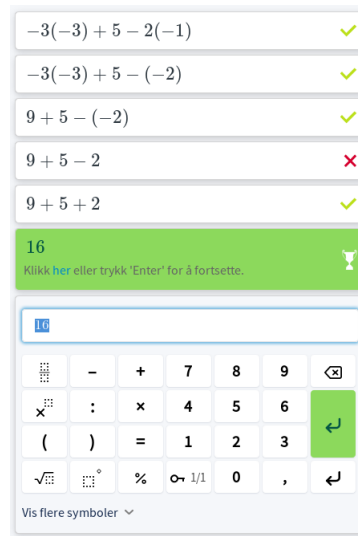 −3(−3) + 5 − 2(−1)
−3(−3) + 5 − (−2)
9 + 5 − (−2)
9 + 5 − 2
9 + 5 + 2
16
Klikk her eller trykk 'Enter' for å fortsette.
16
− + 7 8 9
x : × 4 5 6
( ) = 1 2 3
√ ° % 1/1 0 ,
Vis flere symboler